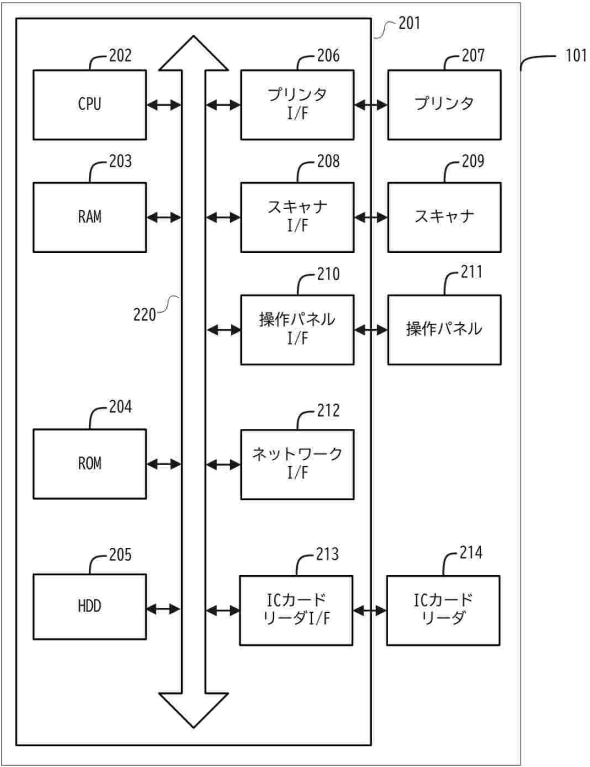 201
202
CPU
206
プリンタ
I/F
207
プリンタ
101
203
RAM
208
スキャナ
I/F
209
スキャナ
210
操作パネル
I/F
211
操作パネル
220
204
ROM
212
ネットワーク
I/F
205
HDD
213
ICカード
リーダI/F
214
ICカード
リーダ